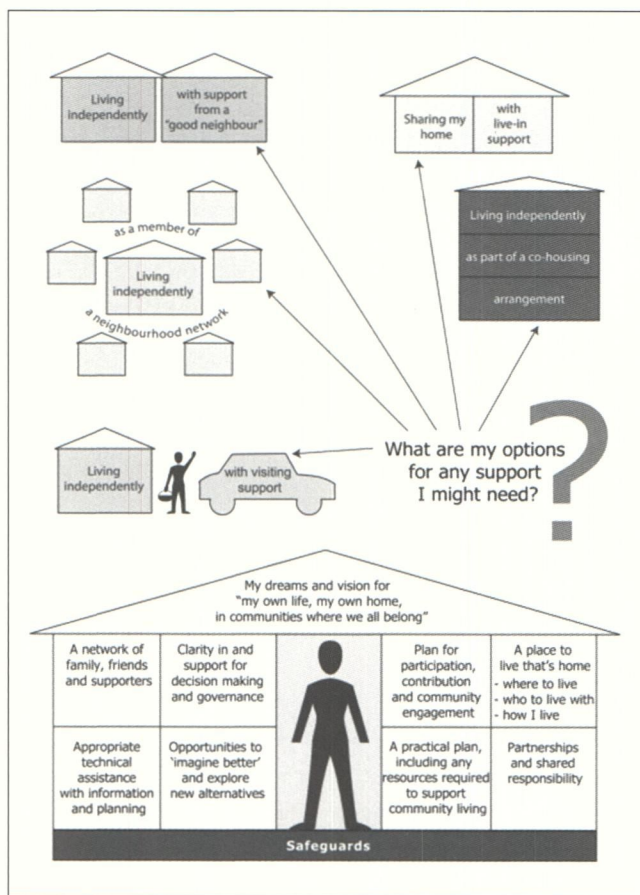 Living
independently
with support
from a
"good neighbour"
Sharing my
home
with
live-in
support
Living independently
as part of a co-housing
arrangement
as a member of
Living
independently
a neighbourhood network
Living
independently
with visiting
support
What are my options
for any support
I might need?
?
My dreams and vision for
"my own life, my own home,
in communities where we all belong"
A network of
family, friends
and supporters
Clarity in and
support for
decision making
and governance
Plan for
participation,
contribution
and community
engagement
A place to
live that's home
- where to live
- who to live with
- how I live
Appropriate
technical
assistance
with information
and planning
Opportunities to
'imagine better'
and explore
new alternatives
A practical plan,
including any
resources required
to support
community living
Partnerships
and shared
responsibility
Safeguards